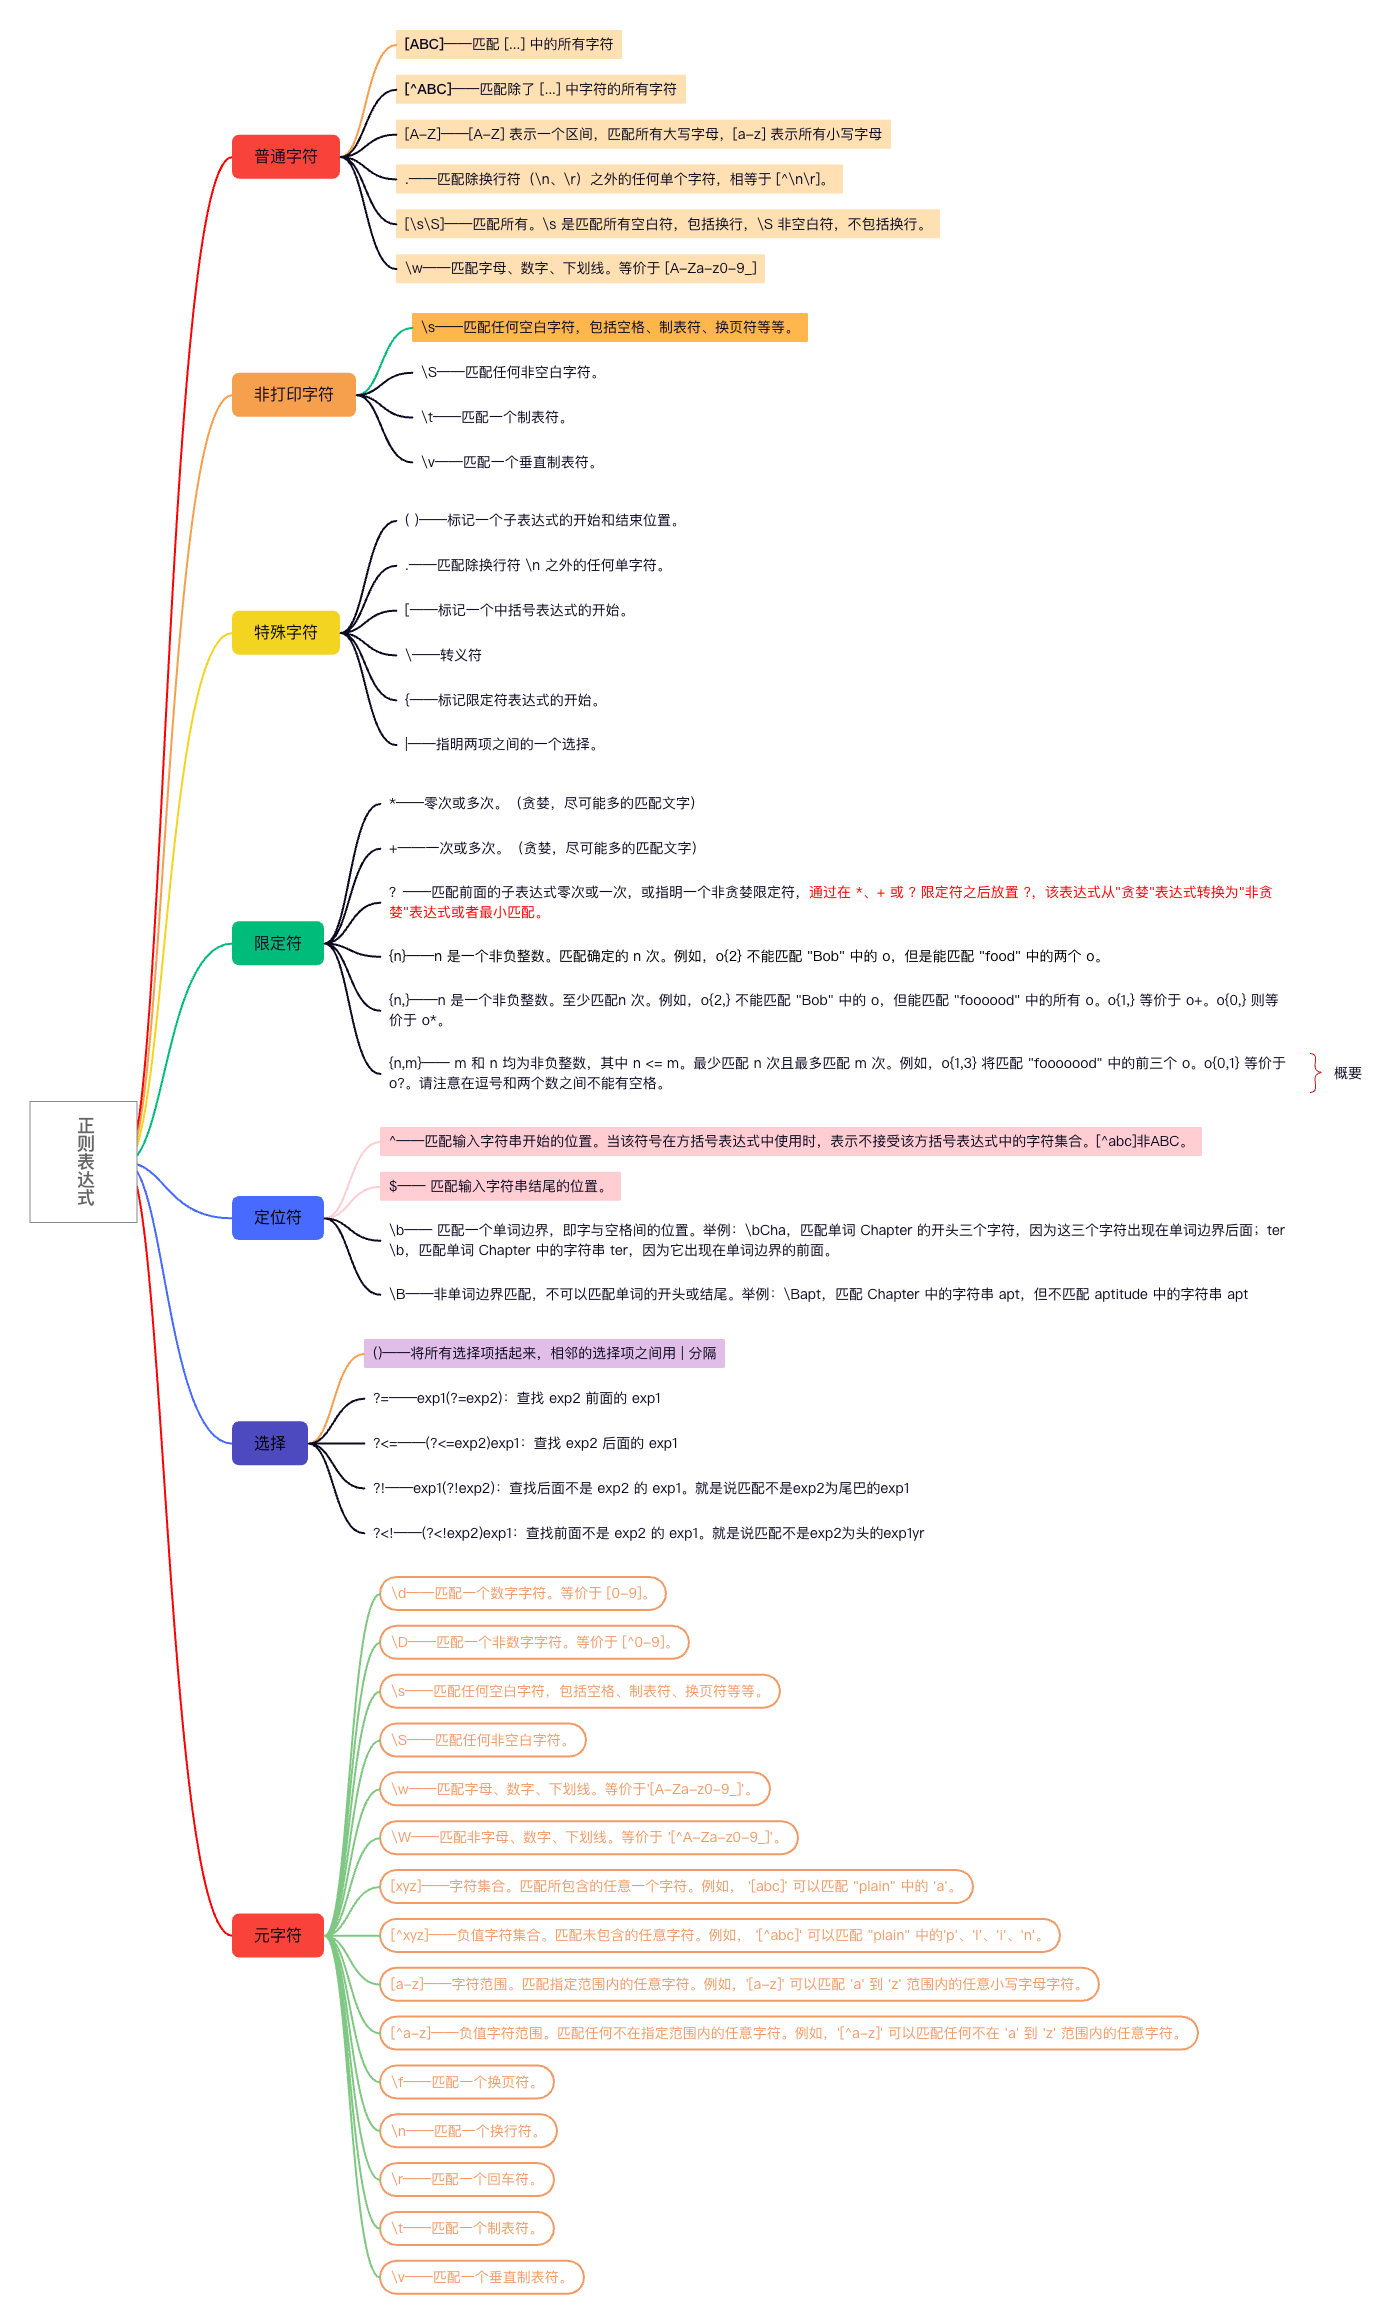 正则表达式
普通字符
[ABC]——匹配 [...] 中的所有字符
[^ABC]——匹配除了 [...] 中字符的所有字符
[A-Z]——[A-Z] 表示一个区间，匹配所有大写字母，[a-z] 表示所有小写字母
.——匹配除换行符（\n、\r）之外的任何单个字符，相等于 [^\n\r]。
[\s\S]——匹配所有。\s 是匹配所有空白符，包括换行，\S 非空白符，不包括换行。
\w——匹配字母、数字、下划线。等价于 [A-Za-z0-9_]
非打印字符
\s——匹配任何空白字符，包括空格、制表符、换页符等等。
\S——匹配任何非空白字符。
\t——匹配一个制表符。
\v——匹配一个垂直制表符。
特殊字符
( )——标记一个子表达式的开始和结束位置。
.——匹配除换行符 \n 之外的任何单字符。
[——标记一个中括号表达式的开始。
\——转义符
{——标记限定符表达式的开始。
|——指明两项之间的一个选择。
限定符
*——零次或多次。（贪婪，尽可能多的匹配文字）
+——一次或多次。（贪婪，尽可能多的匹配文字）
? ——匹配前面的子表达式零次或一次，或指明一个非贪婪限定符，通过在 *、+ 或 ? 限定符之后放置 ?，该表达式从"贪婪"表达式转换为"非贪
婪"表达式或者最小匹配。
{n}——n 是一个非负整数。匹配确定的 n 次。例如，o{2} 不能匹配 "Bob" 中的 o，但是能匹配 "food" 中的两个 o。
{n,}——n 是一个非负整数。至少匹配n 次。例如，o{2,} 不能匹配 "Bob" 中的 o，但能匹配 "foooood" 中的所有 o。o{1,} 等价于 o+。o{0,} 则等
价于 o*。
{n,m}—— m 和 n 均为非负整数，其中 n <= m。最少匹配 n 次且最多匹配 m 次。例如，o{1,3} 将匹配 "fooooood" 中的前三个 o。o{0,1} 等价于
o?。请注意在逗号和两个数之间不能有空格。
概要
定位符
^——匹配输入字符串开始的位置。当该符号在方括号表达式中使用时，表示不接受该方括号表达式中的字符集合。[^abc]非ABC。
$—— 匹配输入字符串结尾的位置。
\b—— 匹配一个单词边界，即字与空格间的位置。举例：\bCha，匹配单词 Chapter 的开头三个字符，因为这三个字符出现在单词边界后面；ter
\b，匹配单词 Chapter 中的字符串 ter，因为它出现在单词边界的前面。
\B——非单词边界匹配，不可以匹配单词的开头或结尾。举例：\Bapt，匹配 Chapter 中的字符串 apt，但不匹配 aptitude 中的字符串 apt
选择
()——将所有选择项括起来，相邻的选择项之间用 | 分隔
?=——exp1(?=exp2)：查找 exp2 前面的 exp1
?<=——(?<=exp2)exp1：查找 exp2 后面的 exp1
?!——exp1(?!exp2)：查找后面不是 exp2 的 exp1。就是说匹配不是exp2为尾巴的exp1
?<!——(?<!exp2)exp1：查找前面不是 exp2 的 exp1。就是说匹配不是exp2为头的exp1yr
元字符
\d——匹配一个数字字符。等价于 [0-9]。
\D——匹配一个非数字字符。等价于 [^0-9]。
\s——匹配任何空白字符，包括空格、制表符、换页符等等。
\S——匹配任何非空白字符。
\w——匹配字母、数字、下划线。等价于'[A-Za-z0-9_]'。
\W——匹配非字母、数字、下划线。等价于 '[^A-Za-z0-9_]'。
[xyz]——字符集合。匹配所包含的任意一个字符。例如， '[abc]' 可以匹配 "plain" 中的 'a'。
[^xyz]——负值字符集合。匹配未包含的任意字符。例如， '[^abc]' 可以匹配 "plain" 中的'p'、'l'、'i'、'n'。
[a-z]——字符范围。匹配指定范围内的任意字符。例如，'[a-z]' 可以匹配 'a' 到 'z' 范围内的任意小写字母字符。
[^a-z]——负值字符范围。匹配任何不在指定范围内的任意字符。例如，'[^a-z]' 可以匹配任何不在 'a' 到 'z' 范围内的任意字符。
\f——匹配一个换页符。
\n——匹配一个换行符。
\r——匹配一个回车符。
\t——匹配一个制表符。
\v——匹配一个垂直制表符。